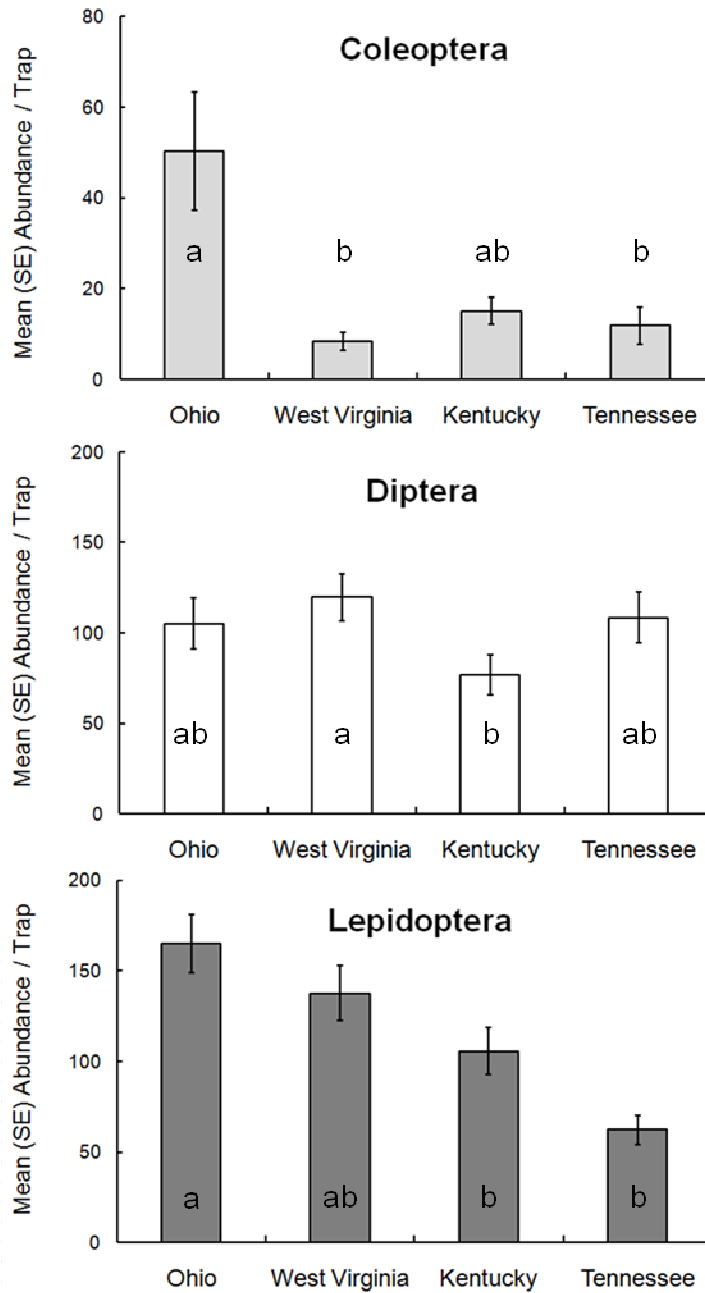 Coleoptera
Mean (SE) Abundance / Trap
80
60
40
20
0
a b ab b
Ohio West Virginia Kentucky Tennessee
Diptera
Mean (SE) Abundance / Trap
200
150
100
50
0
ab a b ab
Ohio West Virginia Kentucky Tennessee
Lepidoptera
Mean (SE) Abundance / Trap
200
150
100
50
0
a ab b b
Ohio West Virginia Kentucky Tennessee